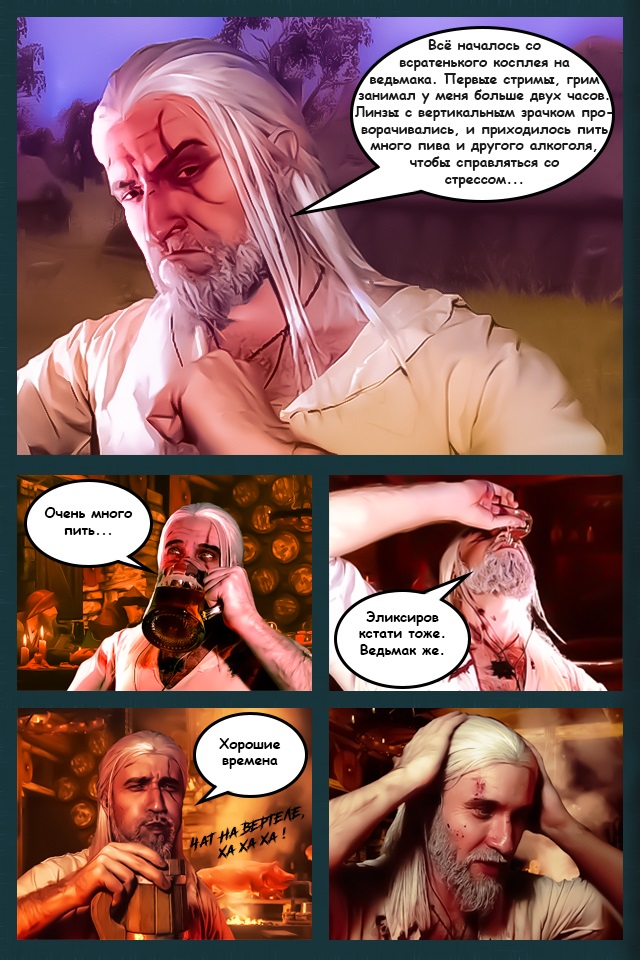 Всё началось со
всратенького косплея на
ведьмака. Первые стримы, грим
занимал у меня больше двух часов.
Линзы с вертикальным зрачком про-
ворачивались, и приходилось пить
много пива и другого алкоголя,
чтобы справляться со
стрессом...
Очень много
пить...
Эликсиров
кстати тоже.
Ведьмак же.
Хорошие
времена
ЧАТ НА ВЕРТЕЛЕ,
ХА ХА ХА !